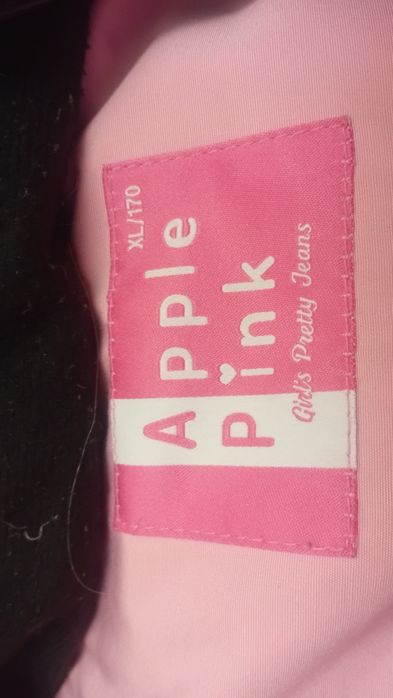 XL/170
Apple
Pink
Girl's Pretty Jeans